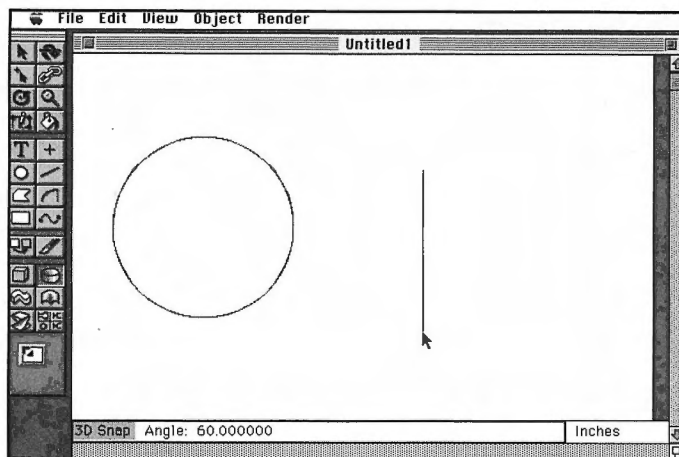 File Edit View Object Render
Untitled1
T
3D Snap Angle: 60.000000 Inches